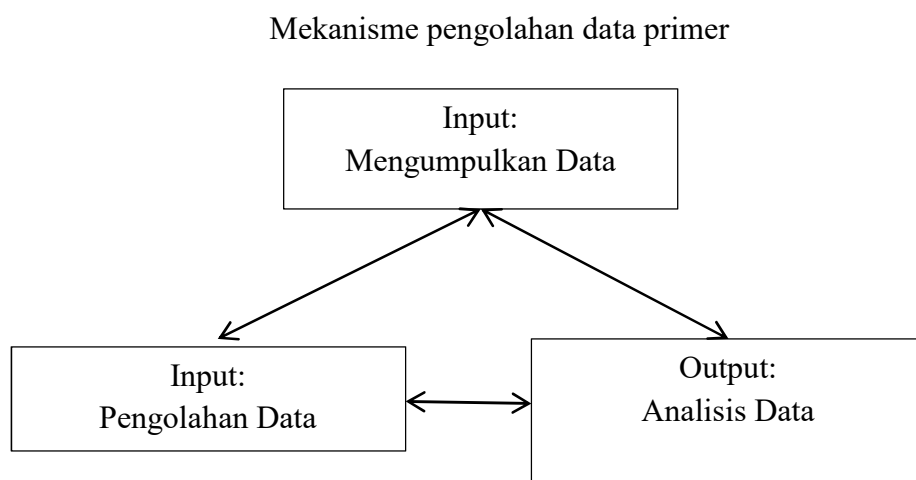 Mekanisme pengolahan data primer
Input:
Mengumpulkan Data
Input:
Pengolahan Data
Output:
Analisis Data